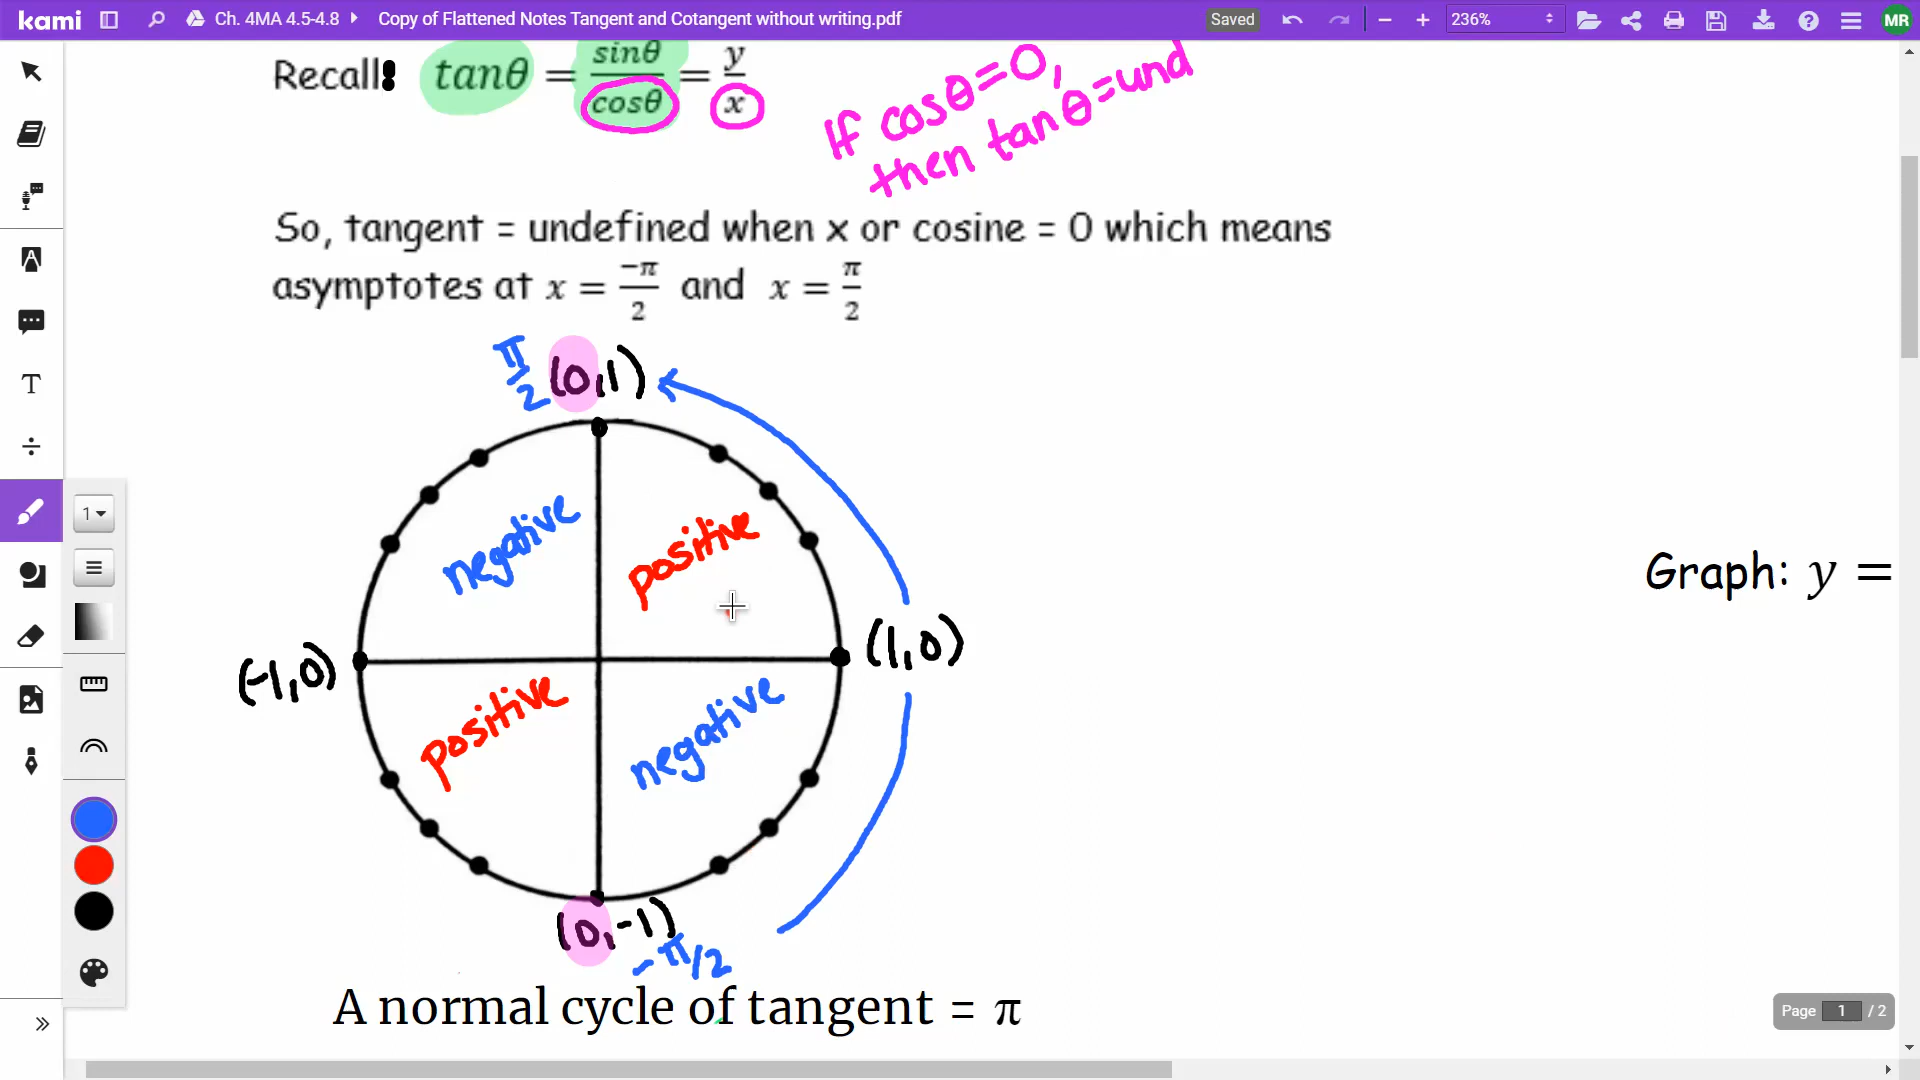 kami Ch. 4MA 4.5-4.8 Copy of Flattened Notes Tangent and Cotangent without writing.pdf Saved 236% MR
Recall! tanθ = sinθ/cosθ = y/x
If cosθ=0,
then tanθ=und
So, tangent = undefined when x or cosine = 0 which means
asymptotes at x = -π/2 and x = π/2
π/2 (0,1)
negative positive
Graph: y =
(-1,0) (1,0)
positive negative
(0,-1)
-π/2
A normal cycle of tangent = π
1
T
Page 1 / 2